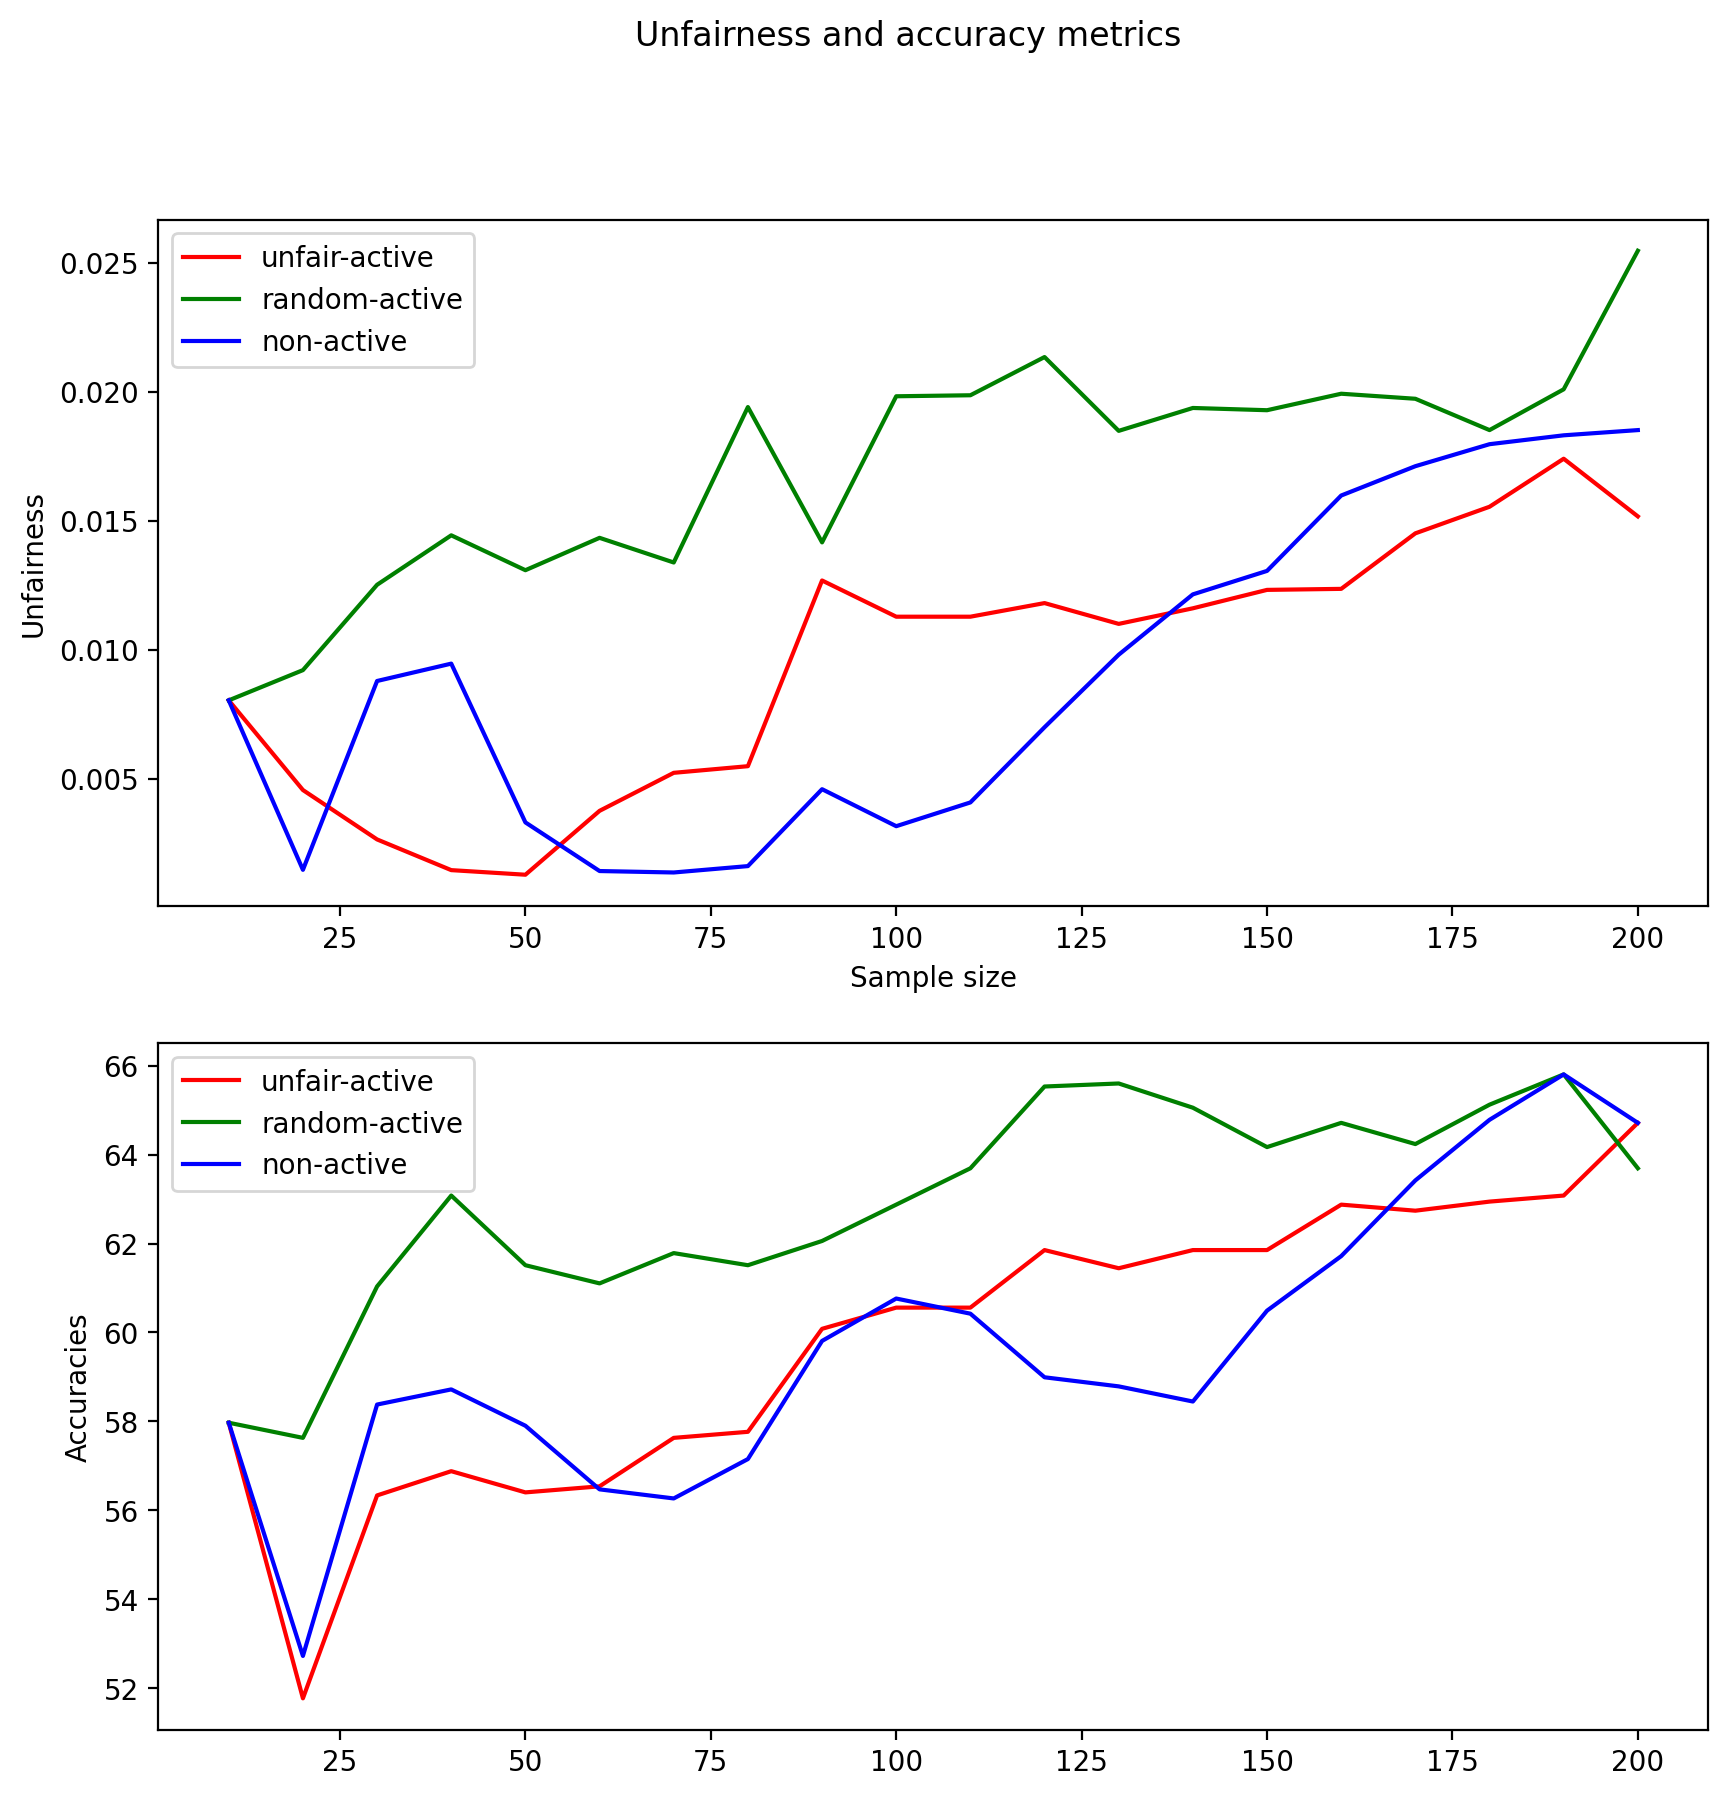 Unfairness and accuracy metrics
unfair-active
random-active
non-active
0.025
0.020
0.015
0.010
0.005
Unfairness
25 50 75 100 125 150 175 200
Sample size
unfair-active
random-active
non-active
66
64
62
60
58
56
54
52
Accuracies
25 50 75 100 125 150 175 200